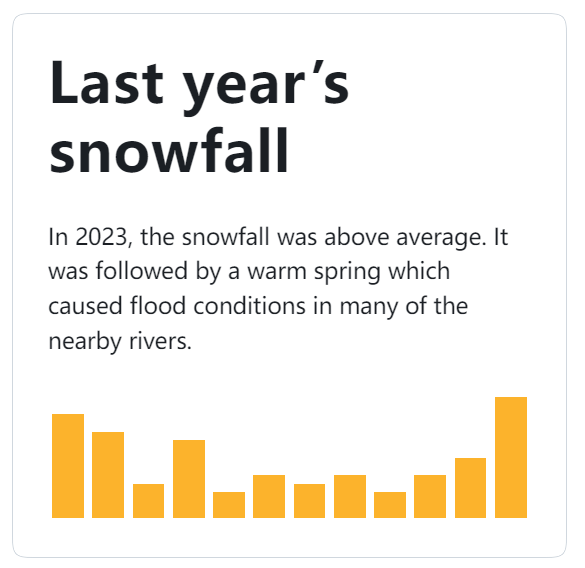 Last year’s
snowfall
In 2023, the snowfall was above average. It
was followed by a warm spring which
caused flood conditions in many of the
nearby rivers.